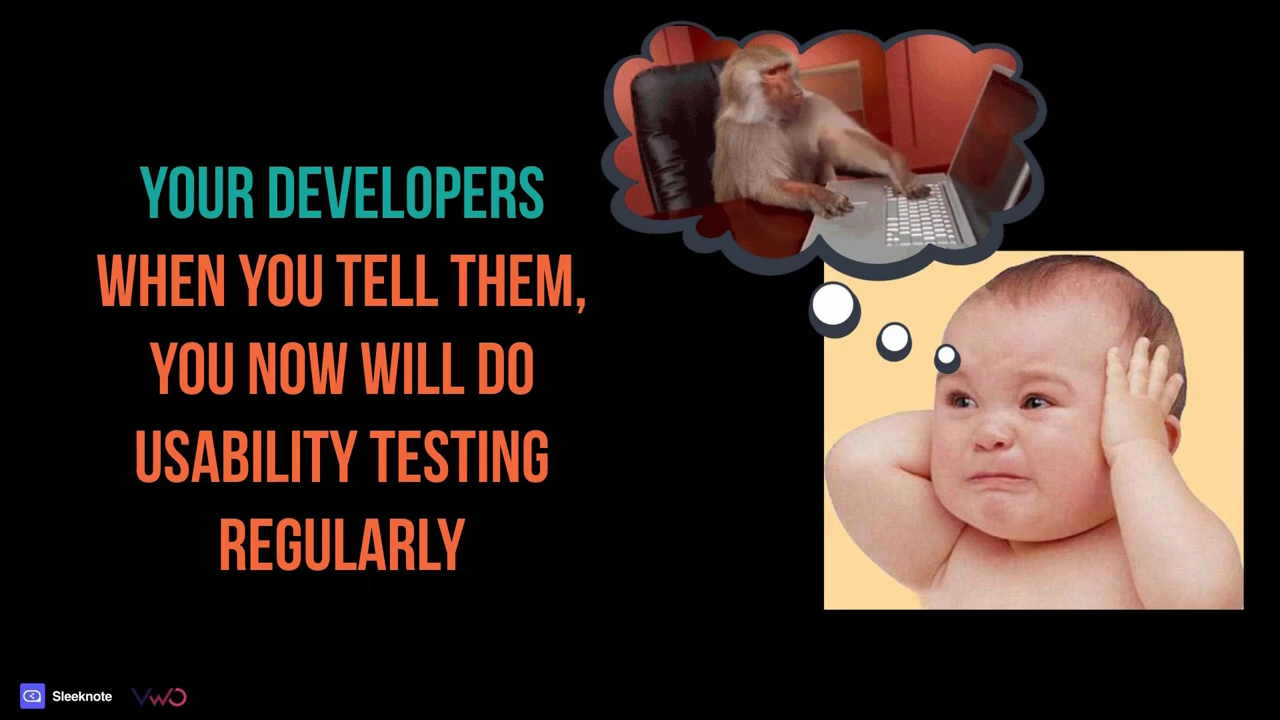 YOUR DEVELOPERS
WHEN YOU TELL THEM,
YOU NOW WILL DO
USABILITY TESTING
REGULARLY
Sleeknote
VWO